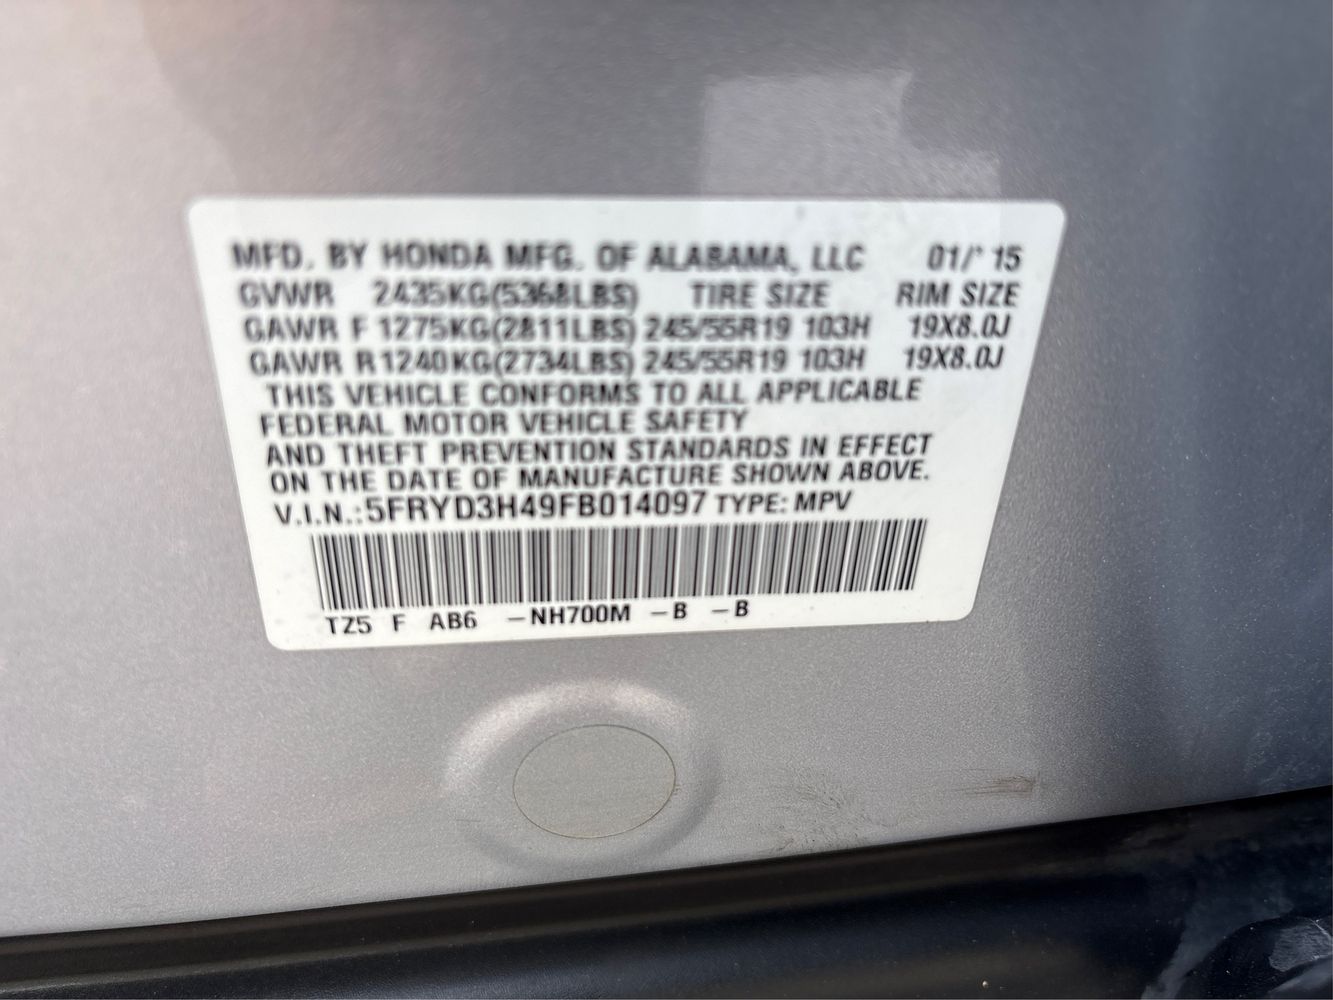 MFD. BY HONDA MFG. OF ALABAMA, LLC 01/' 15
GVWR 2435KG(5368LBS) TIRE SIZE RIM SIZE
GAWR F 1275KG(2811LBS) 245/55R19 103H 19X8.0J
GAWR R1240KG(2734LBS) 245/55R19 103H 19X8.0J
THIS VEHICLE CONFORMS TO ALL APPLICABLE
FEDERAL MOTOR VEHICLE SAFETY
AND THEFT PREVENTION STANDARDS IN EFFECT
ON THE DATE OF MANUFACTURE SHOWN ABOVE.
V.I.N.:5FRYD3H49FB014097 TYPE: MPV
TZ5 F AB6 -NH700M -B -B